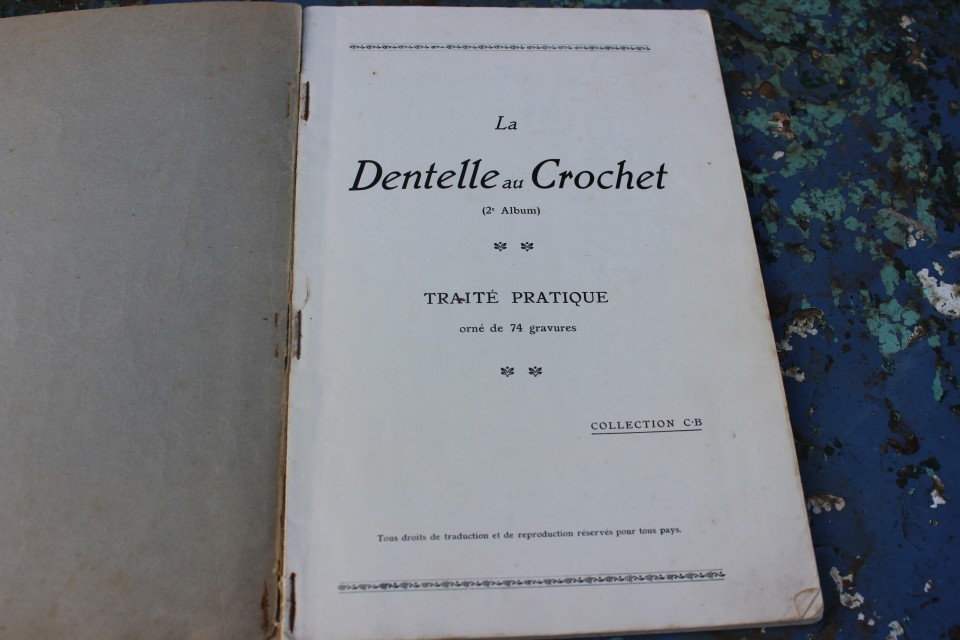 La
Dentelle au Crochet
(2e Album)
TRAITÉ PRATIQUE
orné de 74 gravures
COLLECTION C·B
Tous droits de traduction et de reproduction réservés pour tous pays.